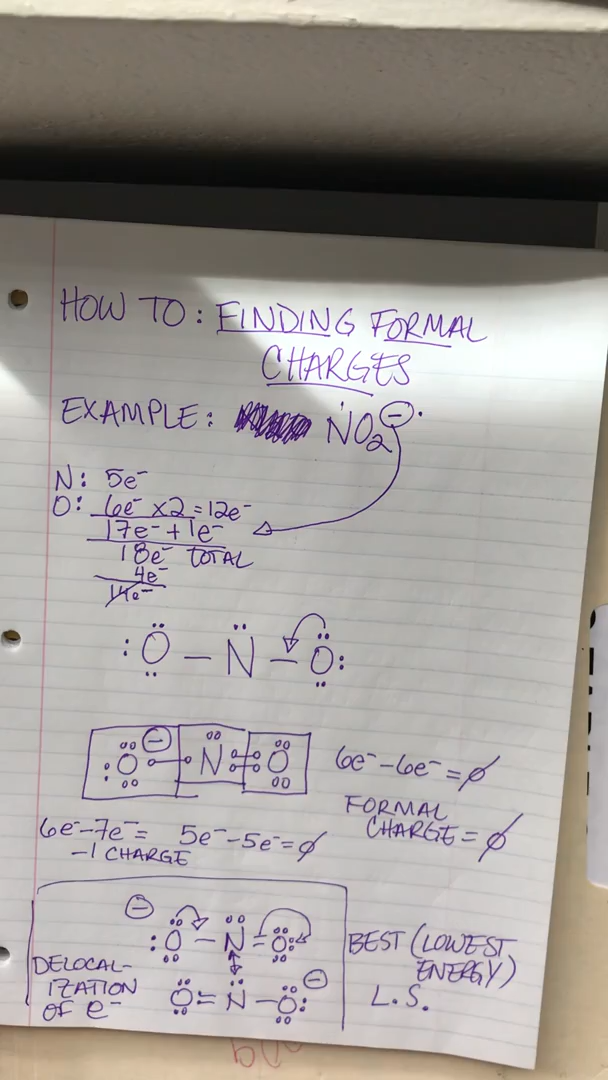 HOW TO: FINDING FORMAL
CHARGES
EXAMPLE: NO2⊖.
N: 5e⁻
O: 6e⁻ x2 = 12e⁻
17e⁻ + 1e⁻
18e⁻ TOTAL
4e⁻
14e⁻
:Ö – N̈ – Ö:
⊖
:Ö – N̈ = Ö 6e⁻ – 6e⁻ = ∅
FORMAL
CHARGE = ∅
6e⁻ – 7e⁻ = 5e⁻ – 5e⁻ = ∅
-1 CHARGE
⊖
:Ö – N̈ = Ö: BEST (LOWEST
ENERGY)
L.S.
DELOCAL-
IZATION
OF e⁻
⊖
Ö = N̈ – Ö: